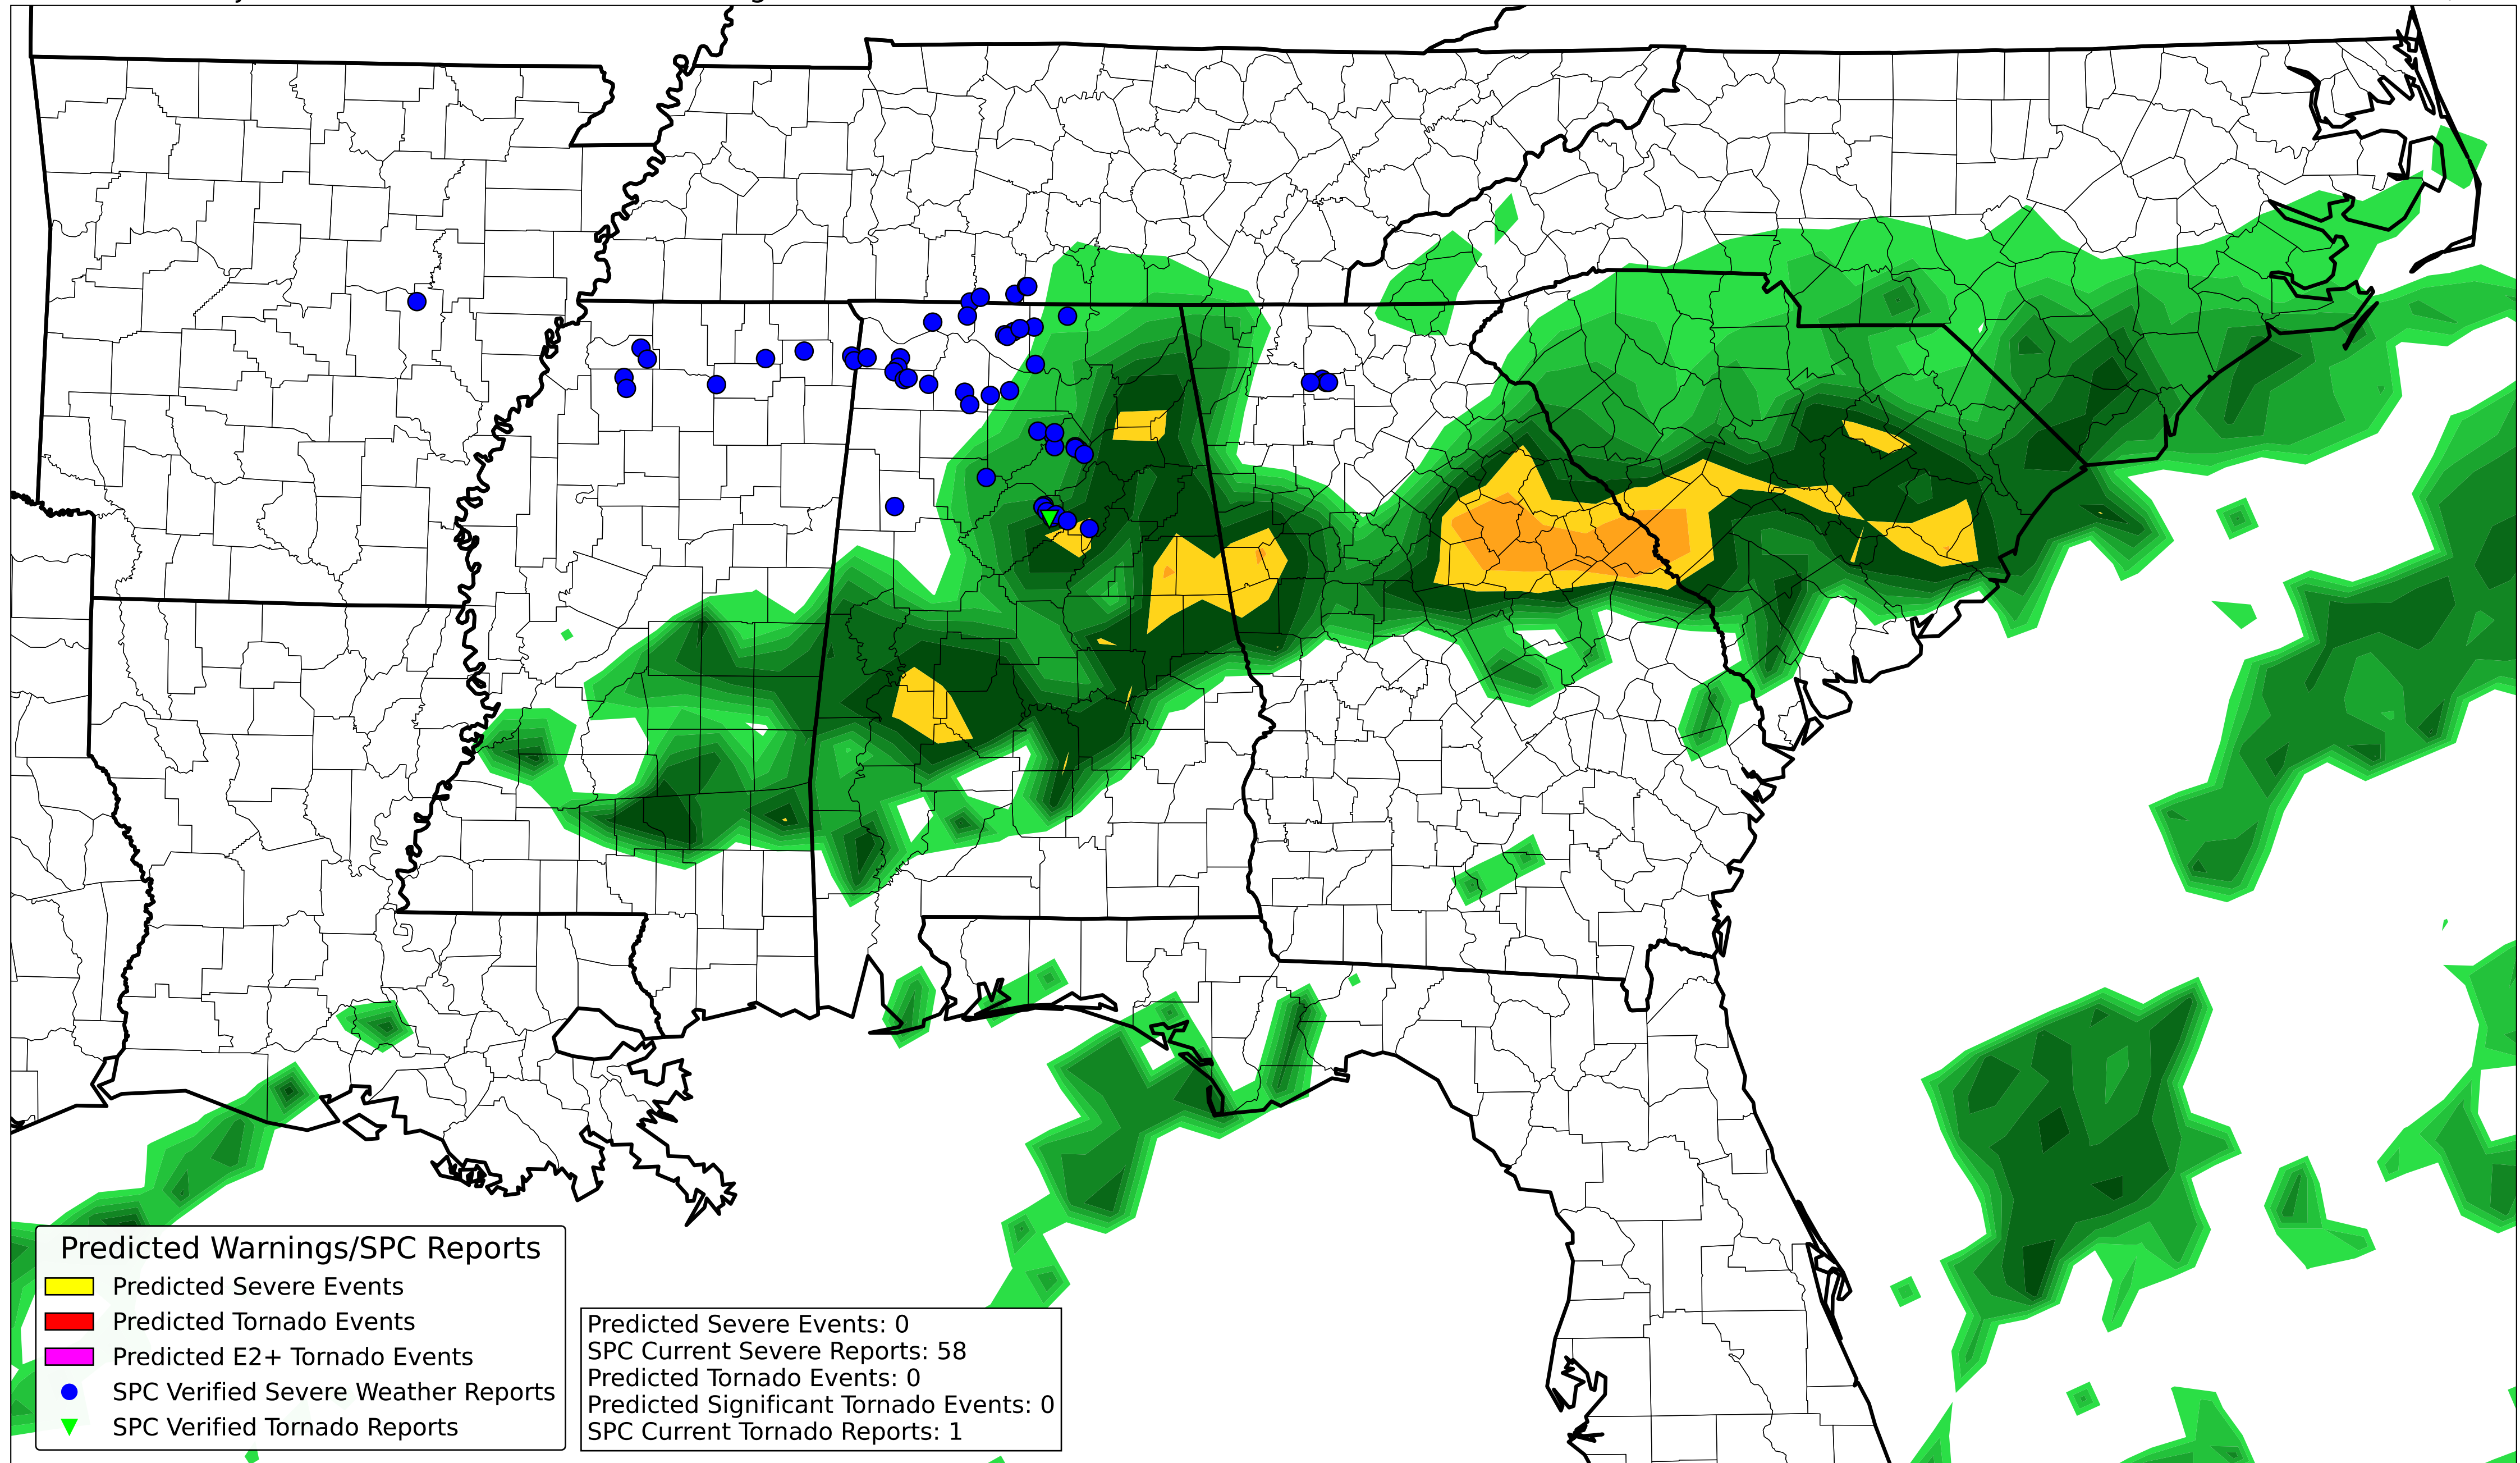 Predicted Warnings/SPC Reports
Predicted Severe Events
Predicted Tornado Events
Predicted E2+ Tornado Events
SPC Verified Severe Weather Reports
SPC Verified Tornado Reports
Predicted Severe Events: 0
SPC Current Severe Reports: 58
Predicted Tornado Events: 0
Predicted Significant Tornado Events: 0
SPC Current Tornado Reports: 1